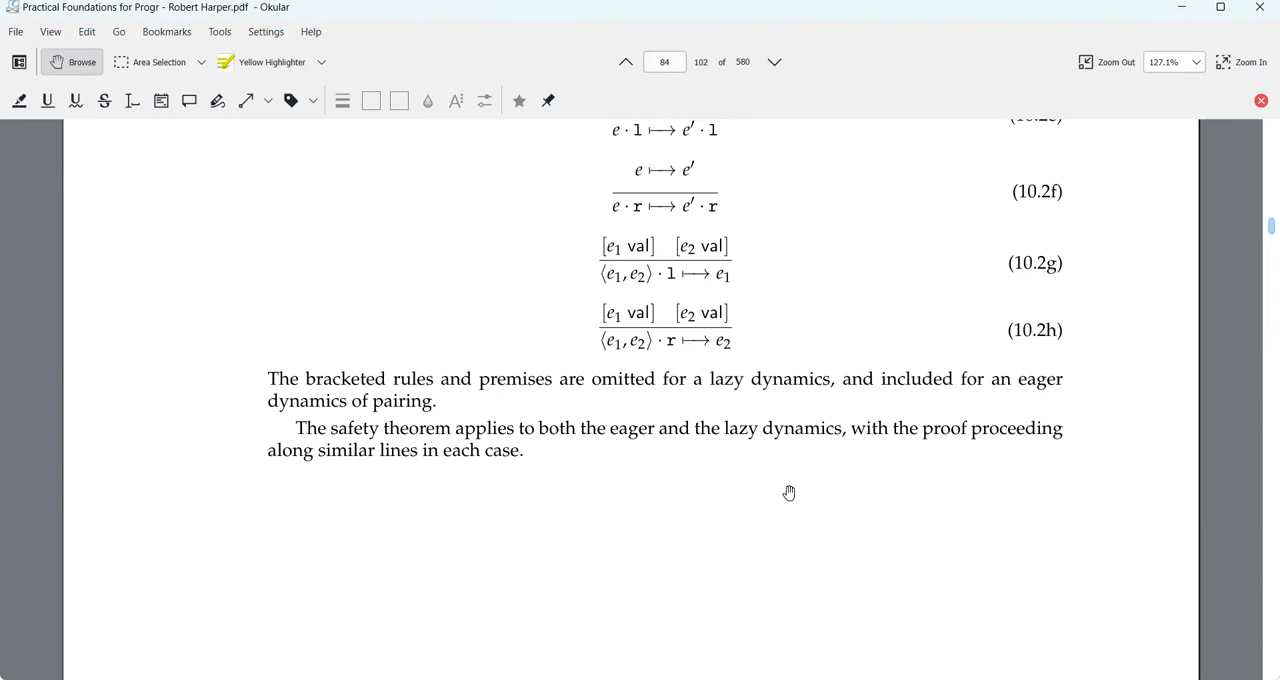 Practical Foundations for Progr - Robert Harper.pdf - Okular
File View Edit Go Bookmarks Tools Settings Help
Browse Area Selection Yellow Highlighter 84 102 of 580 Zoom Out 127.1% Zoom In
e · l ⟼ e′ · l
e ⟼ e′
e · r ⟼ e′ · r
(10.2f)
[e₁ val] [e₂ val]
⟨e₁, e₂⟩ · l ⟼ e₁
(10.2g)
[e₁ val] [e₂ val]
⟨e₁, e₂⟩ · r ⟼ e₂
(10.2h)
The bracketed rules and premises are omitted for a lazy dynamics, and included for an eager
dynamics of pairing.
The safety theorem applies to both the eager and the lazy dynamics, with the proof proceeding
along similar lines in each case.